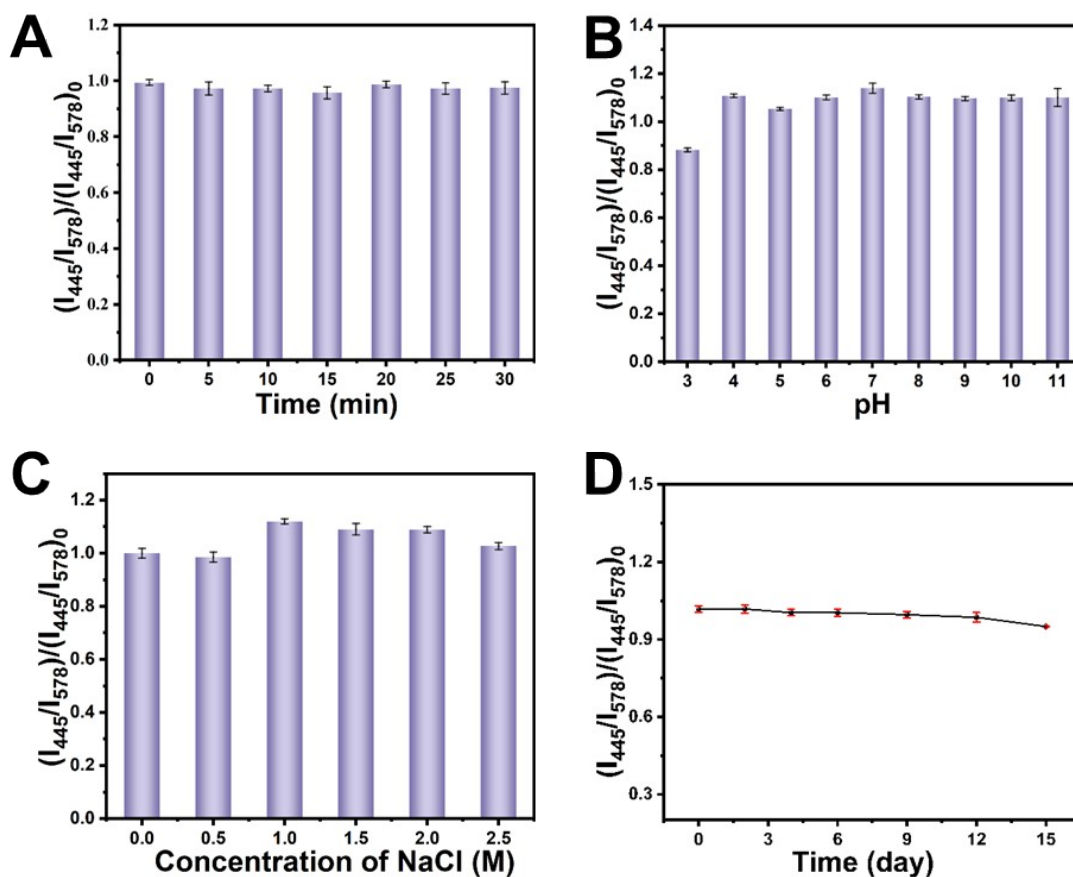 A
(I445/I578)/(I445/I578)0
1.2
1.0
0.8
0.6
0.4
0.2
0.0
0 5 10 15 20 25 30
Time (min)
B
(I445/I578)/(I445/I578)0
1.4
1.2
1.0
0.8
0.6
0.4
0.2
0.0
3 4 5 6 7 8 9 10 11
pH
C
(I445/I578)/(I445/I578)0
1.2
1.0
0.8
0.6
0.4
0.2
0.0
0.0 0.5 1.0 1.5 2.0 2.5
Concentration of NaCl (M)
D
(I445/I578)/(I445/I578)0
1.5
1.2
0.9
0.6
0.3
0 3 6 9 12 15
Time (day)